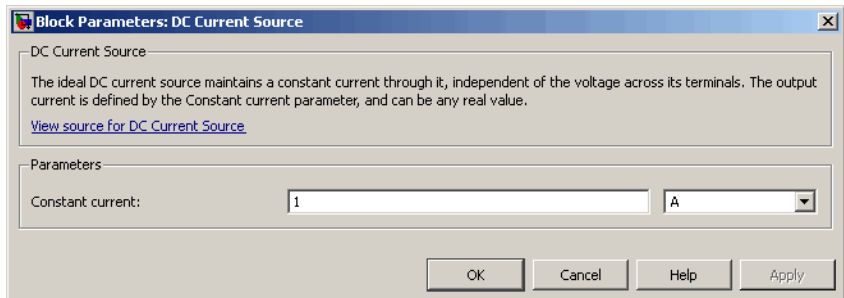 Block Parameters: DC Current Source
DC Current Source
The ideal DC current source maintains a constant current through it, independent of the voltage across its terminals. The output
current is defined by the Constant current parameter, and can be any real value.
View source for DC Current Source
Parameters
Constant current: 1 A
OK Cancel Help Apply